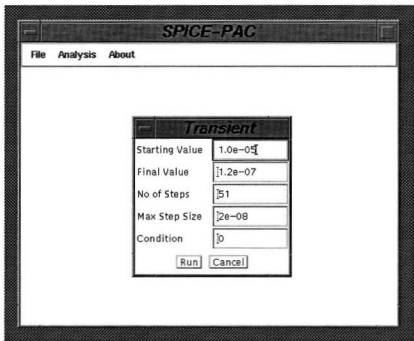 SPICE-PAC
File Analysis About
Transient
Starting Value 1.0e-05
Final Value 1.2e-07
No of Steps 51
Max Step Size 2e-08
Condition 0
Run Cancel